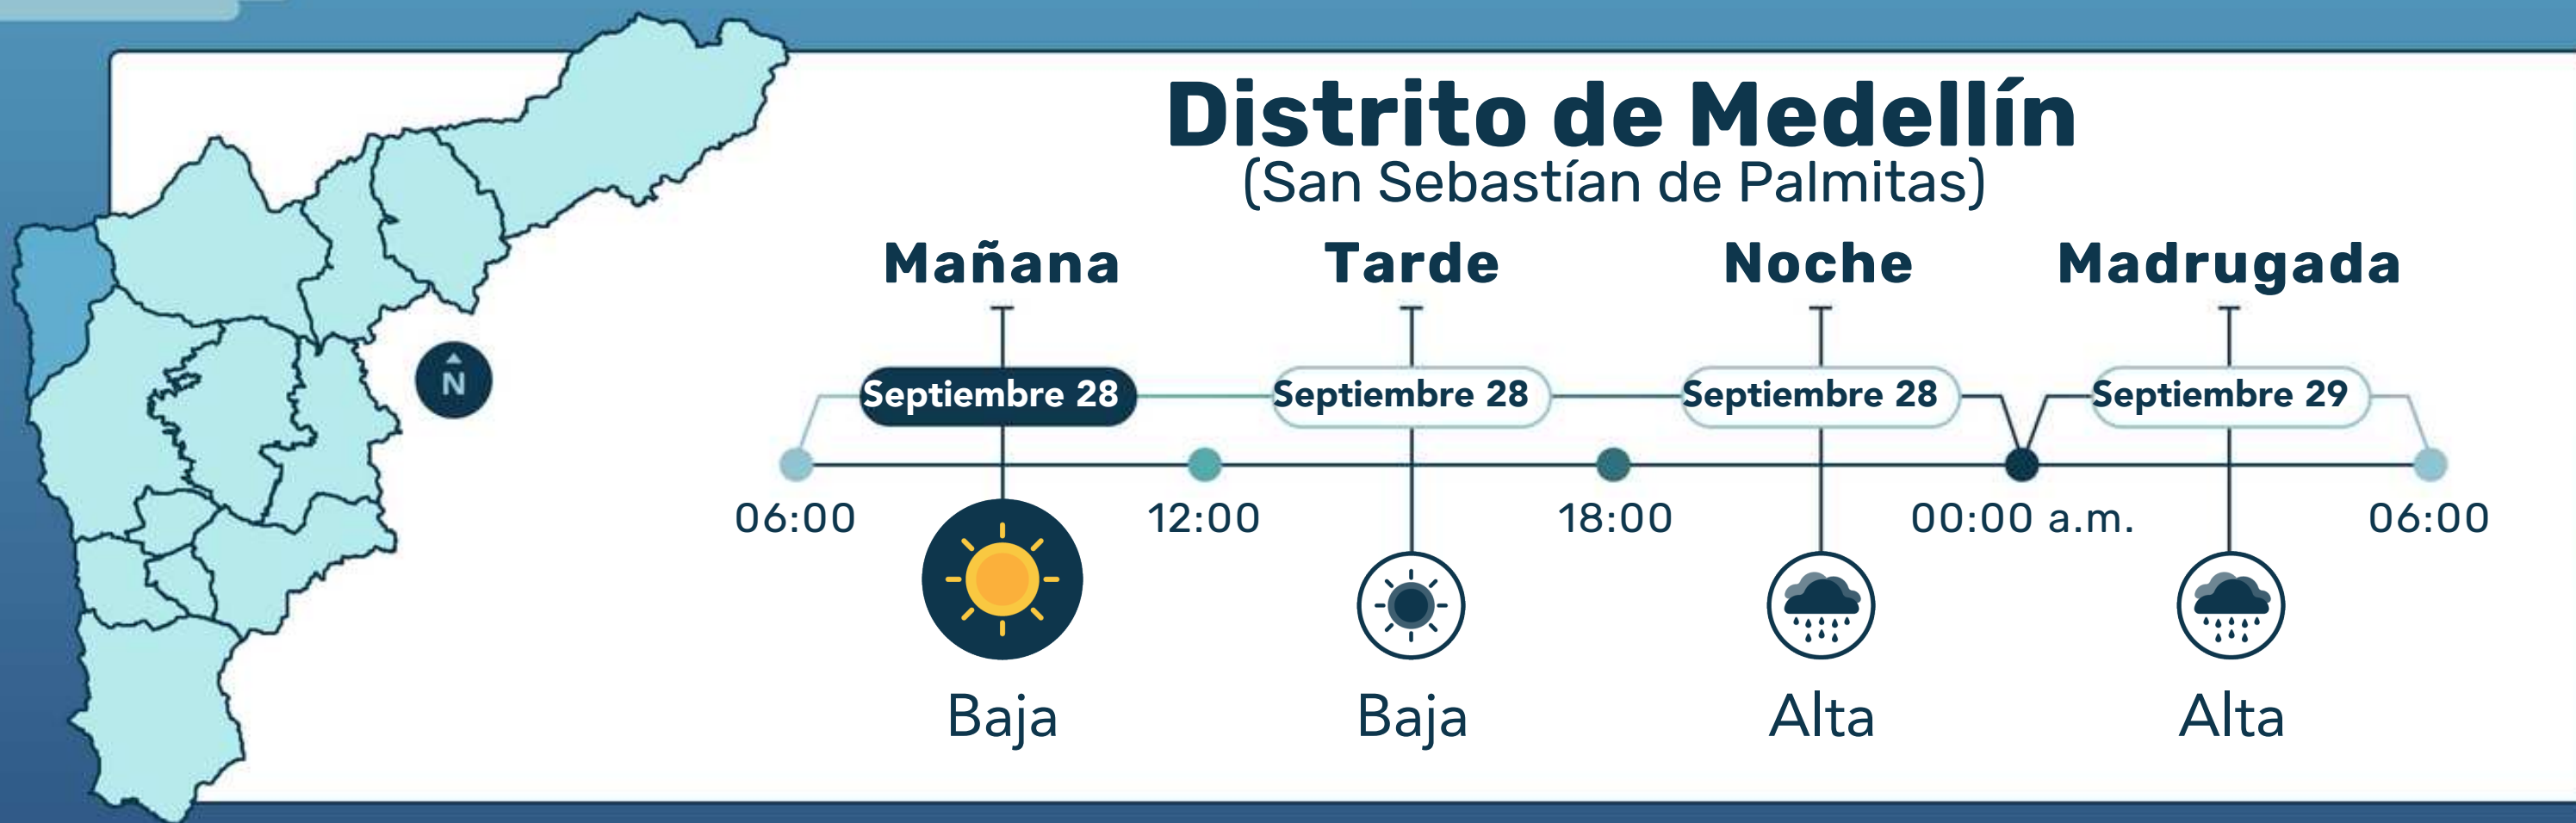 Distrito de Medellín
(San Sebastían de Palmitas)
Mañana Tarde Noche Madrugada
Septiembre 28 Septiembre 28 Septiembre 28 Septiembre 29
N
06:00 12:00 18:00 00:00 a.m. 06:00
Baja Baja Alta Alta